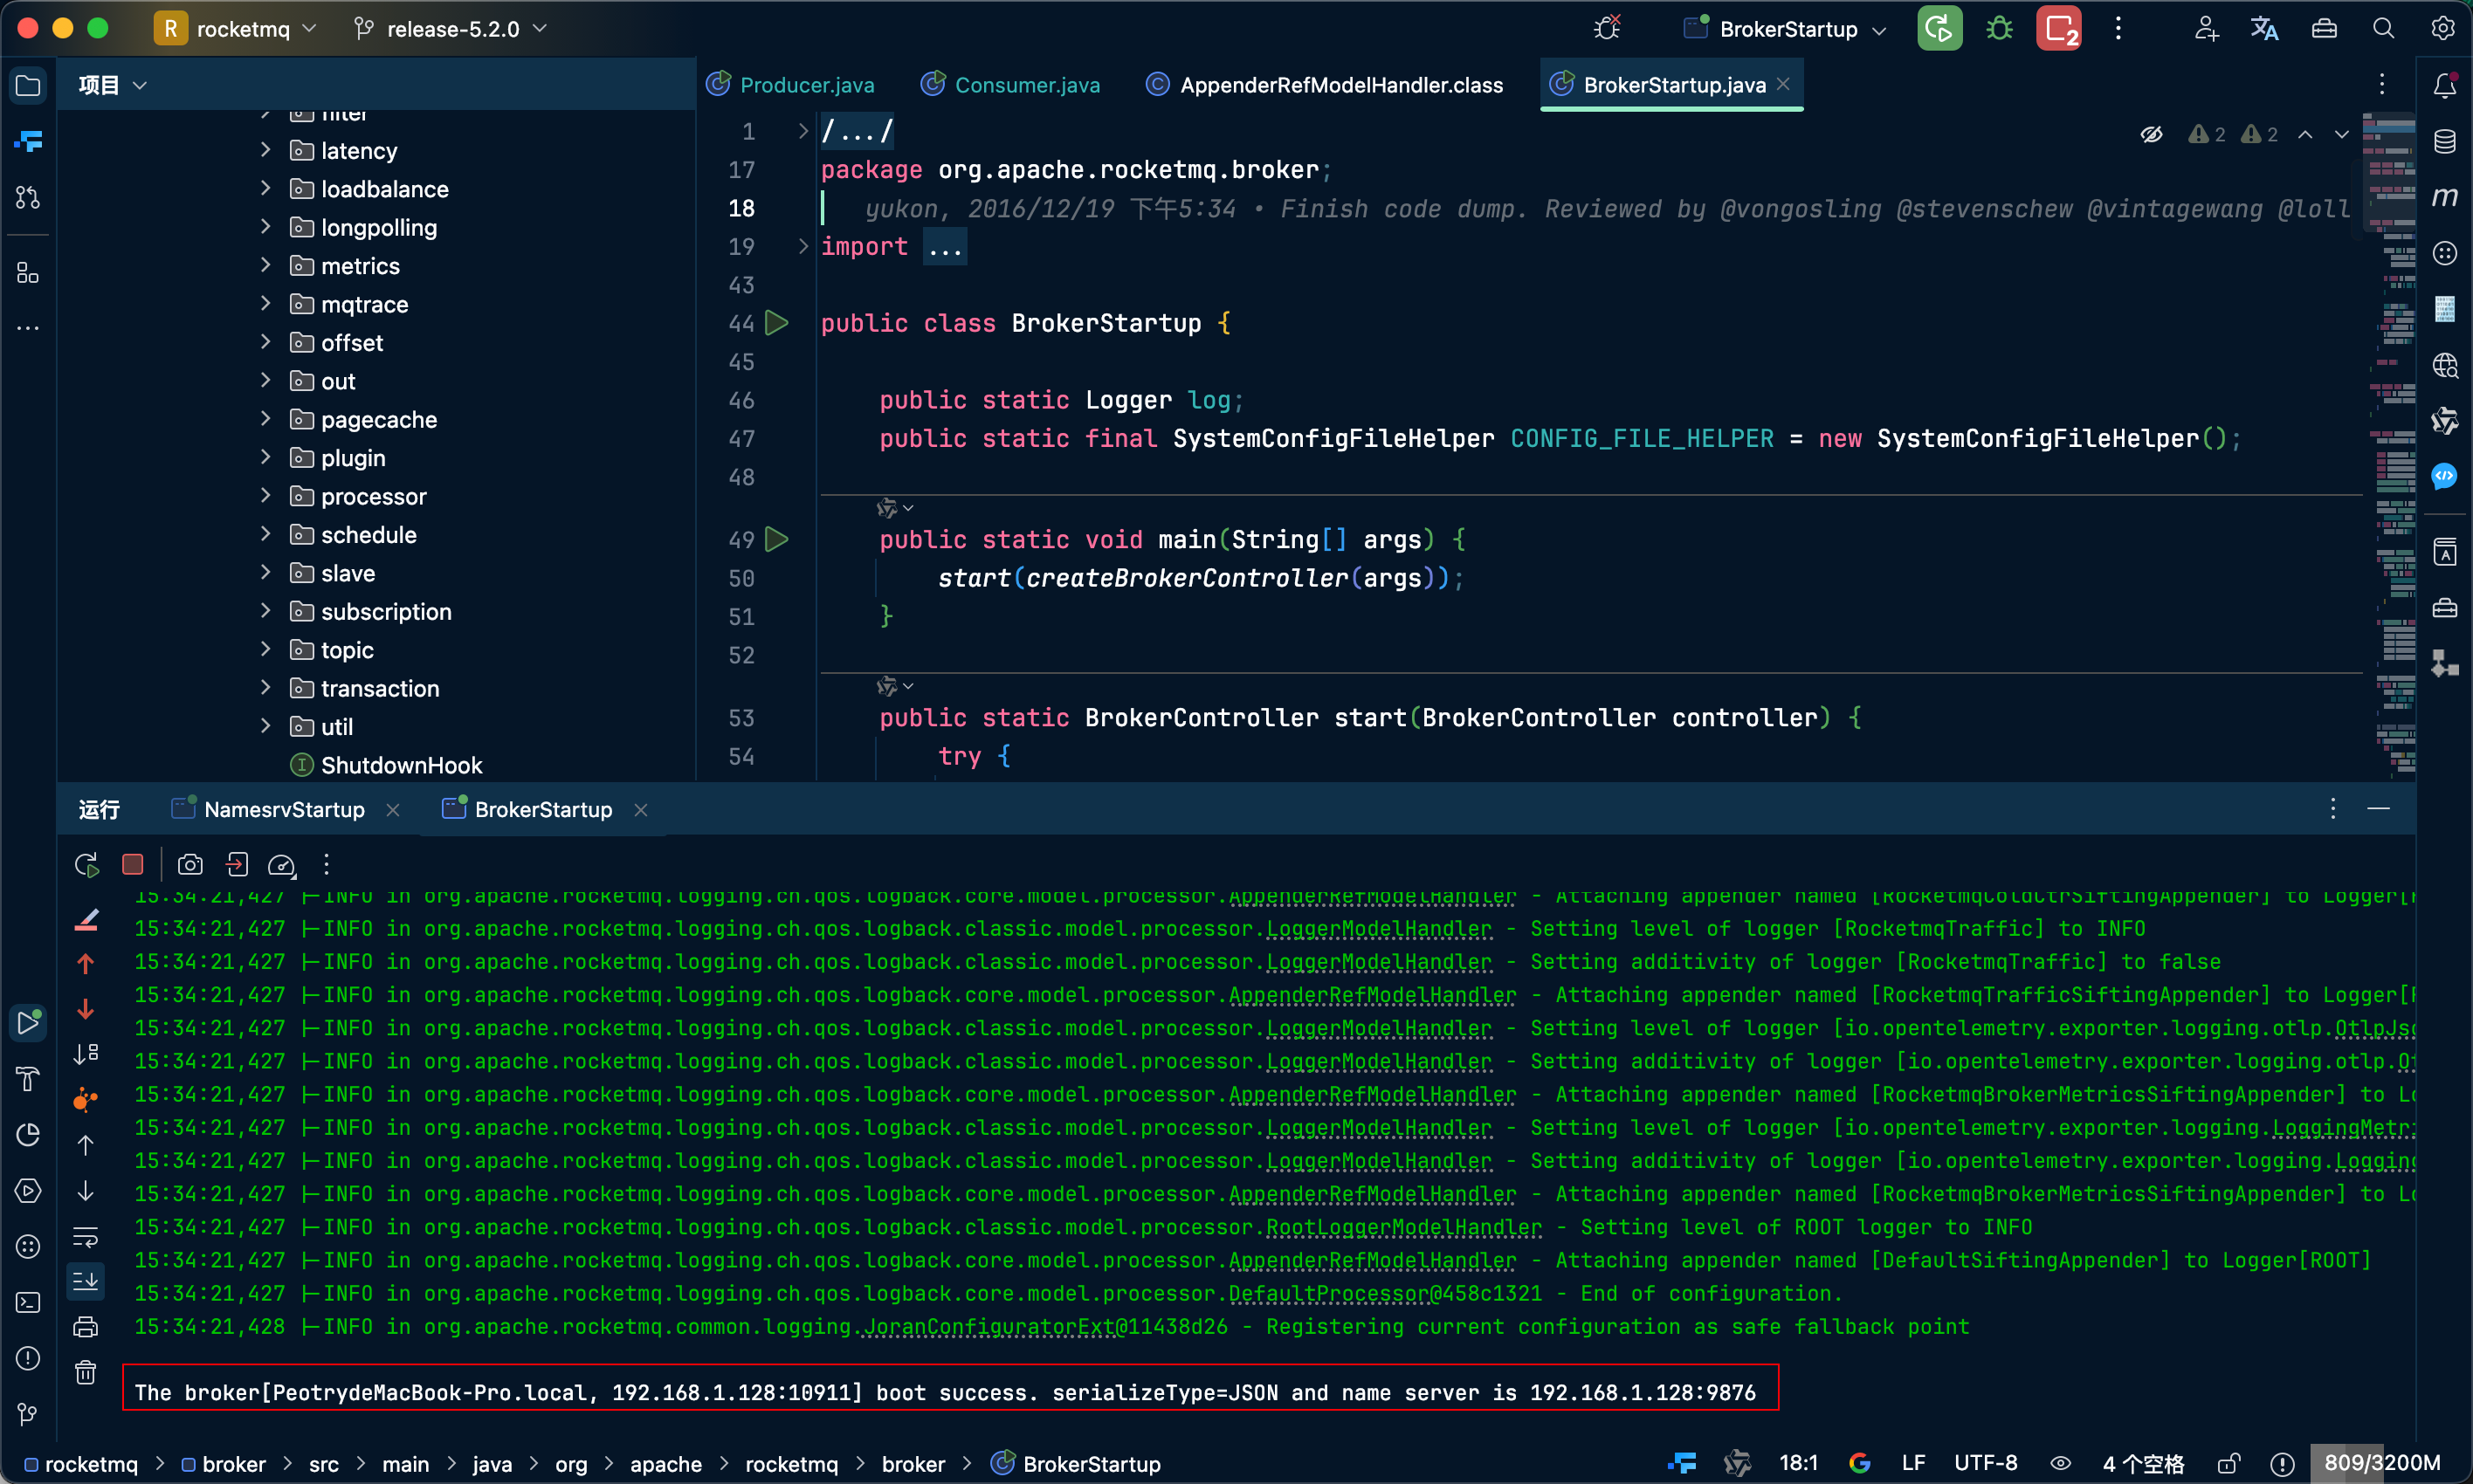 R rocketmq release-5.2.0 BrokerStartup 2
项目
Producer.java Consumer.java AppenderRefModelHandler.class BrokerStartup.java
filter
latency
loadbalance
longpolling
metrics
mqtrace
offset
out
pagecache
plugin
processor
schedule
slave
subscription
topic
transaction
util
ShutdownHook
2 2
1 /.../
17 package org.apache.rocketmq.broker;
18 yukon, 2016/12/19 下午5:34 • Finish code dump. Reviewed by @vongosling @stevenschew @vintagewang @loll
19 import ...
43
44 public class BrokerStartup {
45
46 public static Logger log;
47 public static final SystemConfigFileHelper CONFIG_FILE_HELPER = new SystemConfigFileHelper();
48
49 public static void main(String[] args) {
50 start(createBrokerController(args));
51 }
52
53 public static BrokerController start(BrokerController controller) {
54 try {
运行 NamesrvStartup BrokerStartup
15:34:21,427 |-INFO in org.apache.rocketmq.logging.ch.qos.logback.core.model.processor.AppenderRefModelHandler - Attaching appender named [RocketmqColdCtrSiftingAppender] to Logger[
15:34:21,427 |-INFO in org.apache.rocketmq.logging.ch.qos.logback.classic.model.processor.LoggerModelHandler - Setting level of logger [RocketmqTraffic] to INFO
15:34:21,427 |-INFO in org.apache.rocketmq.logging.ch.qos.logback.classic.model.processor.LoggerModelHandler - Setting additivity of logger [RocketmqTraffic] to false
15:34:21,427 |-INFO in org.apache.rocketmq.logging.ch.qos.logback.core.model.processor.AppenderRefModelHandler - Attaching appender named [RocketmqTrafficSiftingAppender] to Logger[
15:34:21,427 |-INFO in org.apache.rocketmq.logging.ch.qos.logback.classic.model.processor.LoggerModelHandler - Setting level of logger [io.opentelemetry.exporter.logging.otlp.OtlpJs
15:34:21,427 |-INFO in org.apache.rocketmq.logging.ch.qos.logback.classic.model.processor.LoggerModelHandler - Setting additivity of logger [io.opentelemetry.exporter.logging.otlp.O
15:34:21,427 |-INFO in org.apache.rocketmq.logging.ch.qos.logback.core.model.processor.AppenderRefModelHandler - Attaching appender named [RocketmqBrokerMetricsSiftingAppender] to L
15:34:21,427 |-INFO in org.apache.rocketmq.logging.ch.qos.logback.classic.model.processor.LoggerModelHandler - Setting level of logger [io.opentelemetry.exporter.logging.LoggingMetr
15:34:21,427 |-INFO in org.apache.rocketmq.logging.ch.qos.logback.classic.model.processor.LoggerModelHandler - Setting additivity of logger [io.opentelemetry.exporter.logging.Logging
15:34:21,427 |-INFO in org.apache.rocketmq.logging.ch.qos.logback.core.model.processor.AppenderRefModelHandler - Attaching appender named [RocketmqBrokerMetricsSiftingAppender] to L
15:34:21,427 |-INFO in org.apache.rocketmq.logging.ch.qos.logback.classic.model.processor.RootLoggerModelHandler - Setting level of ROOT logger to INFO
15:34:21,427 |-INFO in org.apache.rocketmq.logging.ch.qos.logback.core.model.processor.AppenderRefModelHandler - Attaching appender named [DefaultSiftingAppender] to Logger[ROOT]
15:34:21,427 |-INFO in org.apache.rocketmq.logging.ch.qos.logback.core.model.processor.DefaultProcessor@458c1321 - End of configuration.
15:34:21,428 |-INFO in org.apache.rocketmq.common.logging.JoranConfiguratorExt@11438d26 - Registering current configuration as safe fallback point
The broker[PeotrydeMacBook-Pro.local, 192.168.1.128:10911] boot success. serializeType=JSON and name server is 192.168.1.128:9876
rocketmq > broker > src > main > java > org > apache > rocketmq > broker > BrokerStartup 18:1 LF UTF-8 4 个空格 809/3200M